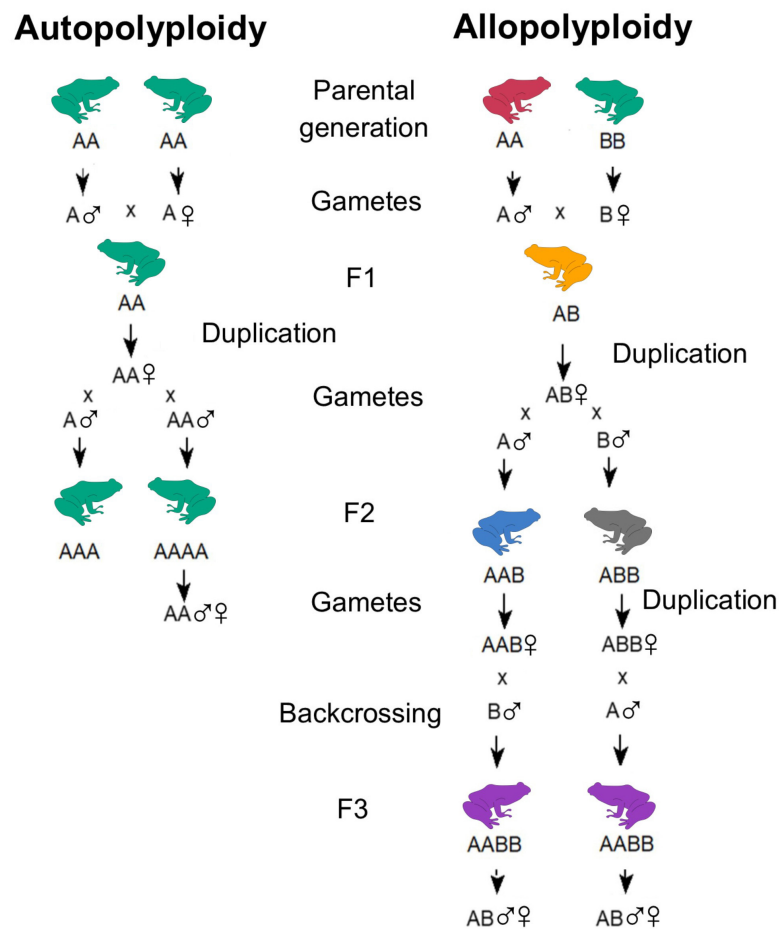 Autopolyploidy Allopolyploidy
Parental
generation
AA AA AA BB
Gametes
A♂ x A♀ A♂ x B♀
F1
AA AB
Duplication Duplication
AA♀ AB♀
Gametes
x x x x
A♂ AA♂ A♂ B♂
F2
AAA AAAA AAB ABB
Gametes Duplication
AA♂♀ AAB♀ ABB♀
x x
Backcrossing B♂ A♂
F3
AABB AABB
AB♂♀ AB♂♀